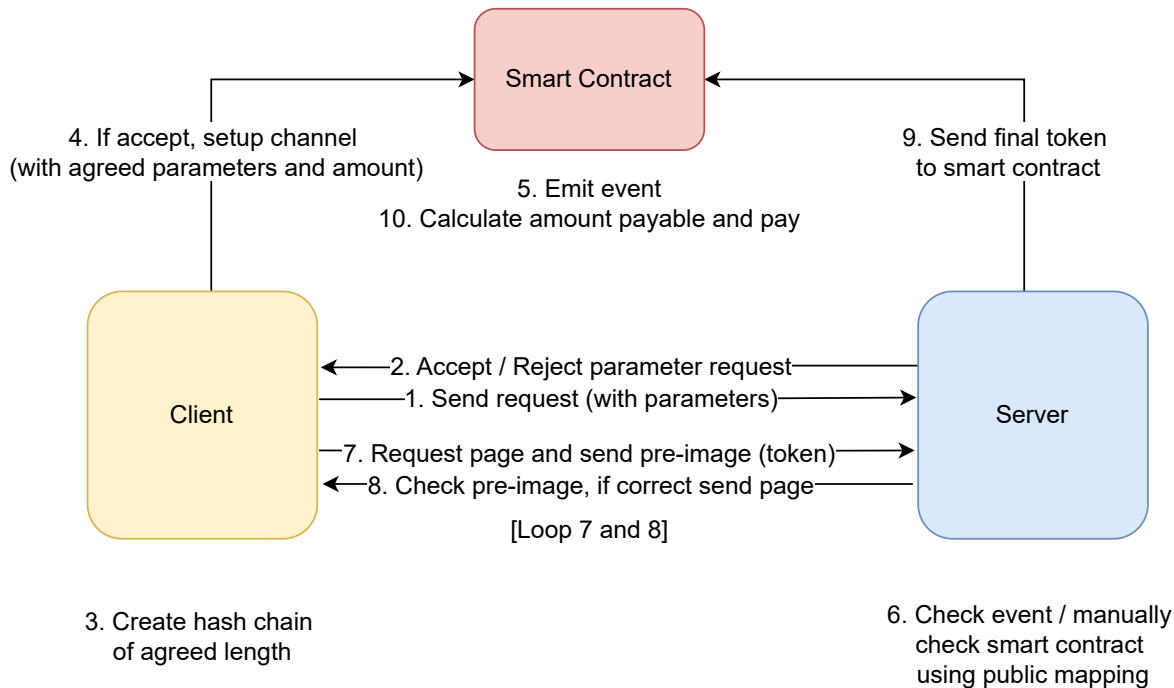 Smart Contract
4. If accept, setup channel
(with agreed parameters and amount)
9. Send final token
to smart contract
5. Emit event
10. Calculate amount payable and pay
2. Accept / Reject parameter request
1. Send request (with parameters)
Client
Server
7. Request page and send pre-image (token)
8. Check pre-image, if correct send page
[Loop 7 and 8]
3. Create hash chain
of agreed length
6. Check event / manually
check smart contract
using public mapping